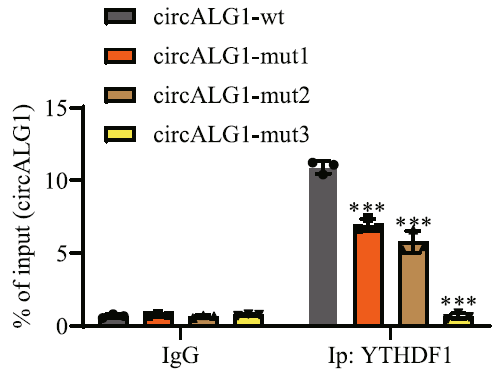 circALG1-wt
circALG1-mut1
circALG1-mut2
circALG1-mut3
% of input (circALG1)
15
10
5
0
***
***
***
IgG
Ip: YTHDF1